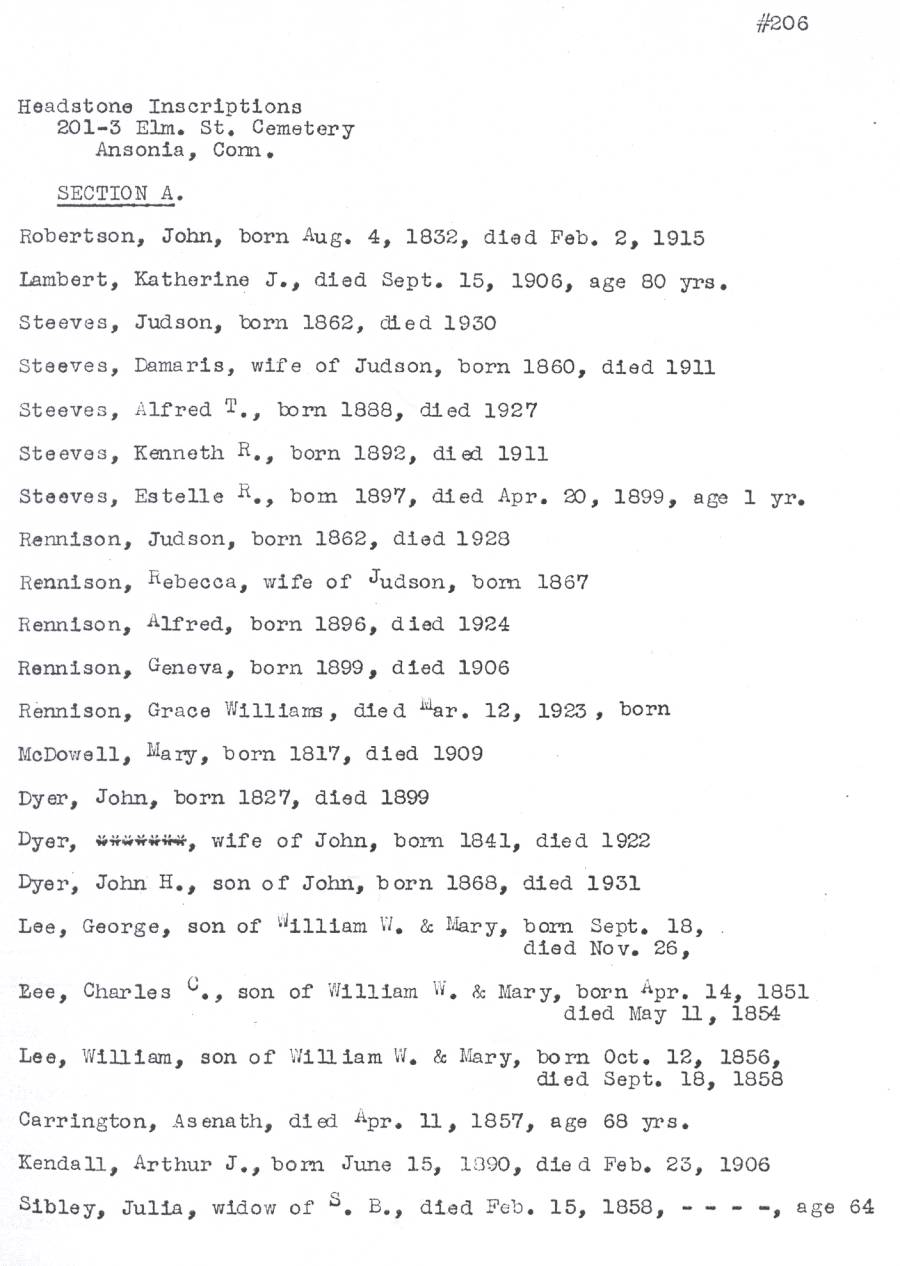 #206
Headstone Inscriptions
201-3 Elm. St. Cemetery
Ansonia, Conn.
SECTION A.
Robertson, John, born Aug. 4, 1832, died Feb. 2, 1915
Lambert, Katherine J., died Sept. 15, 1906, age 80 yrs.
Steeves, Judson, born 1862, died 1930
Steeves, Damaris, wife of Judson, born 1860, died 1911
Steeves, Alfred T., born 1888, died 1927
Steeves, Kenneth R., born 1892, died 1911
Steeves, Estelle R., born 1897, died Apr. 20, 1899, age 1 yr.
Rennison, Judson, born 1862, died 1928
Rennison, Rebecca, wife of Judson, born 1867
Rennison, Alfred, born 1896, died 1924
Rennison, Geneva, born 1899, died 1906
Rennison, Grace Williams, died Mar. 12, 1923, born
McDowell, Mary, born 1817, died 1909
Dyer, John, born 1827, died 1899
Dyer, *******, wife of John, born 1841, died 1922
Dyer, John H., son of John, born 1868, died 1931
Lee, George, son of William W. & Mary, born Sept. 18,
died Nov. 26,
Lee, Charles C., son of William W. & Mary, born Apr. 14, 1851
died May 11, 1854
Lee, William, son of William W. & Mary, born Oct. 12, 1856,
died Sept. 18, 1858
Carrington, Asenath, died Apr. 11, 1857, age 68 yrs.
Kendall, Arthur J., born June 15, 1890, died Feb. 23, 1906
Sibley, Julia, widow of S. B., died Feb. 15, 1858, - - - -, age 64